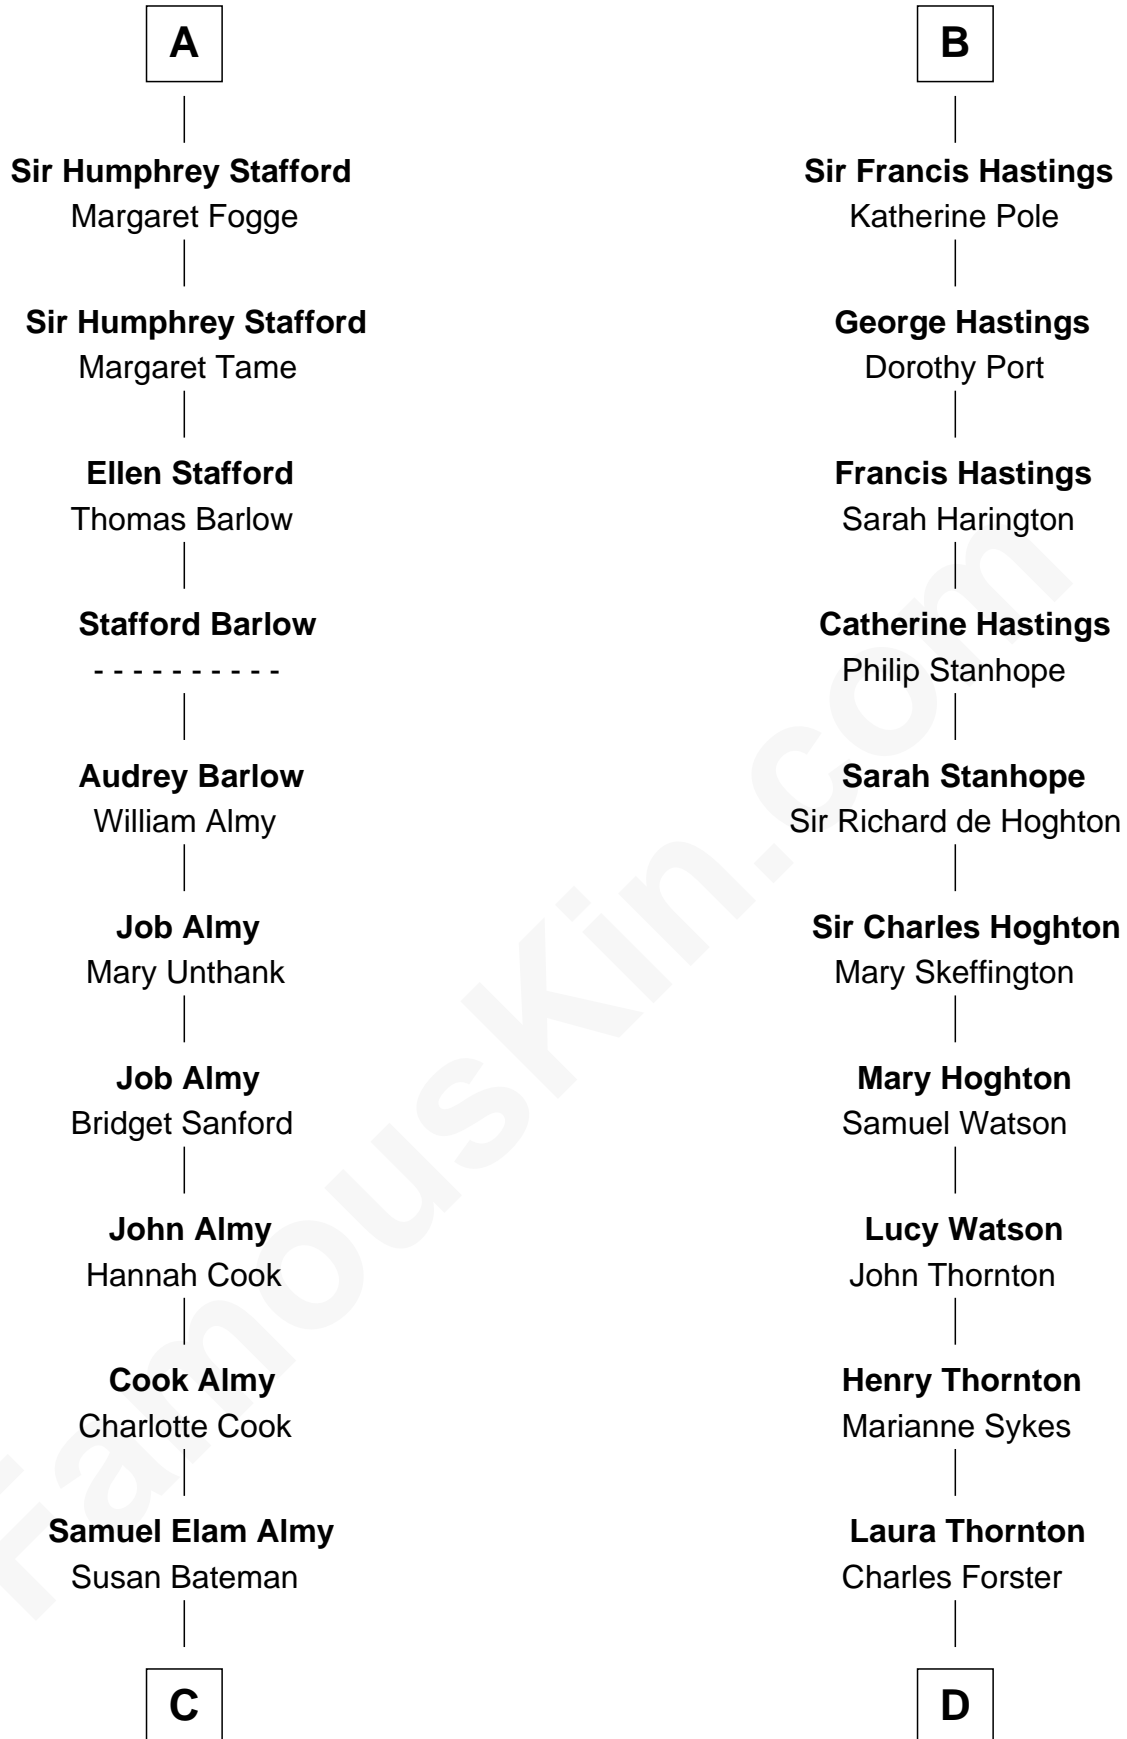 A
Sir Humphrey Stafford
Margaret Fogge
Sir Humphrey Stafford
Margaret Tame
Ellen Stafford
Thomas Barlow
Stafford Barlow
- - - - - - - - - -
Audrey Barlow
William Almy
Job Almy
Mary Unthank
Job Almy
Bridget Sanford
John Almy
Hannah Cook
Cook Almy
Charlotte Cook
Samuel Elam Almy
Susan Bateman
C
B
Sir Francis Hastings
Katherine Pole
George Hastings
Dorothy Port
Francis Hastings
Sarah Harington
Catherine Hastings
Philip Stanhope
Sarah Stanhope
Sir Richard de Hoghton
Sir Charles Hoghton
Mary Skeffington
Mary Hoghton
Samuel Watson
Lucy Watson
John Thornton
Henry Thornton
Marianne Sykes
Laura Thornton
Charles Forster
D
FamousKin.com